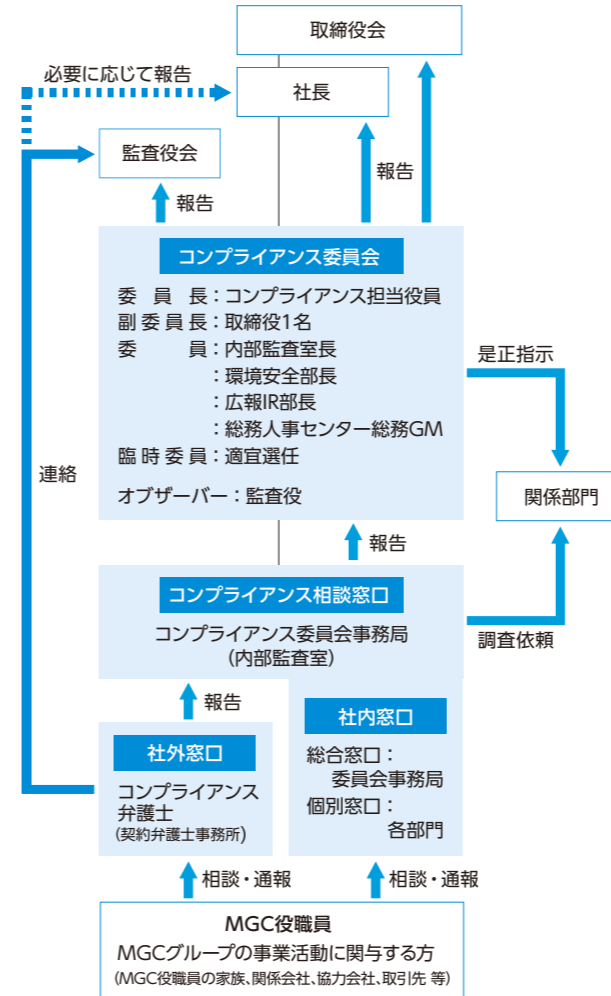 取締役会
必要に応じて報告
社長
監査役会
報告
報告
コンプライアンス委員会
委員長：コンプライアンス担当役員
副委員長：取締役1名
委員：内部監査室長
：環境安全部長
：広報IR部長
：総務人事センター総務GM
臨時委員：適宜選任
オブザーバー：監査役
是正指示
連絡
関係部門
報告
コンプライアンス相談窓口
コンプライアンス委員会事務局
（内部監査室）
調査依頼
報告
社外窓口
コンプライアンス
弁護士
（契約弁護士事務所）
社内窓口
総合窓口：
委員会事務局
個別窓口：
各部門
相談・通報
相談・通報
MGC役職員
MGCグループの事業活動に関与する方
（MGC役職員の家族、関係会社、協力会社、取引先 等）